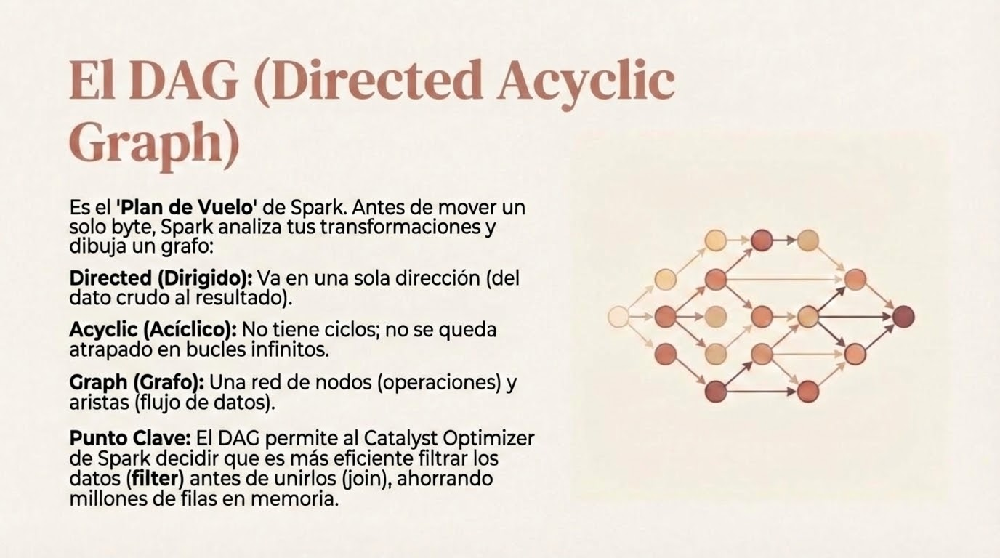 El DAG (Directed Acyclic
Graph)
Es el 'Plan de Vuelo' de Spark. Antes de mover un
solo byte, Spark analiza tus transformaciones y
dibuja un grafo:
Directed (Dirigido): Va en una sola dirección (del
dato crudo al resultado).
Acyclic (Acíclico): No tiene ciclos; no se queda
atrapado en bucles infinitos.
Graph (Grafo): Una red de nodos (operaciones) y
aristas (flujo de datos).
Punto Clave: El DAG permite al Catalyst Optimizer
de Spark decidir que es más eficiente filtrar los
datos (filter) antes de unirlos (join), ahorrando
millones de filas en memoria.